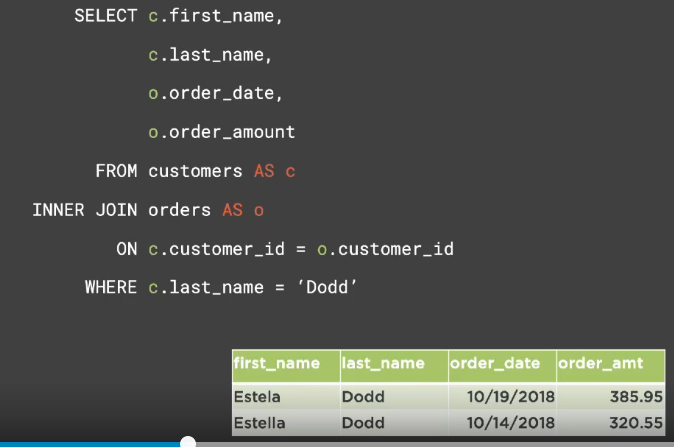 SELECT c.first_name,
c.last_name,
o.order_date,
o.order_amount
FROM customers AS c
INNER JOIN orders AS o
ON c.customer_id = o.customer_id
WHERE c.last_name = ‘Dodd’
first_name last_name order_date order_amt
Estela Dodd 10/19/2018 385.95
Estella Dodd 10/14/2018 320.55